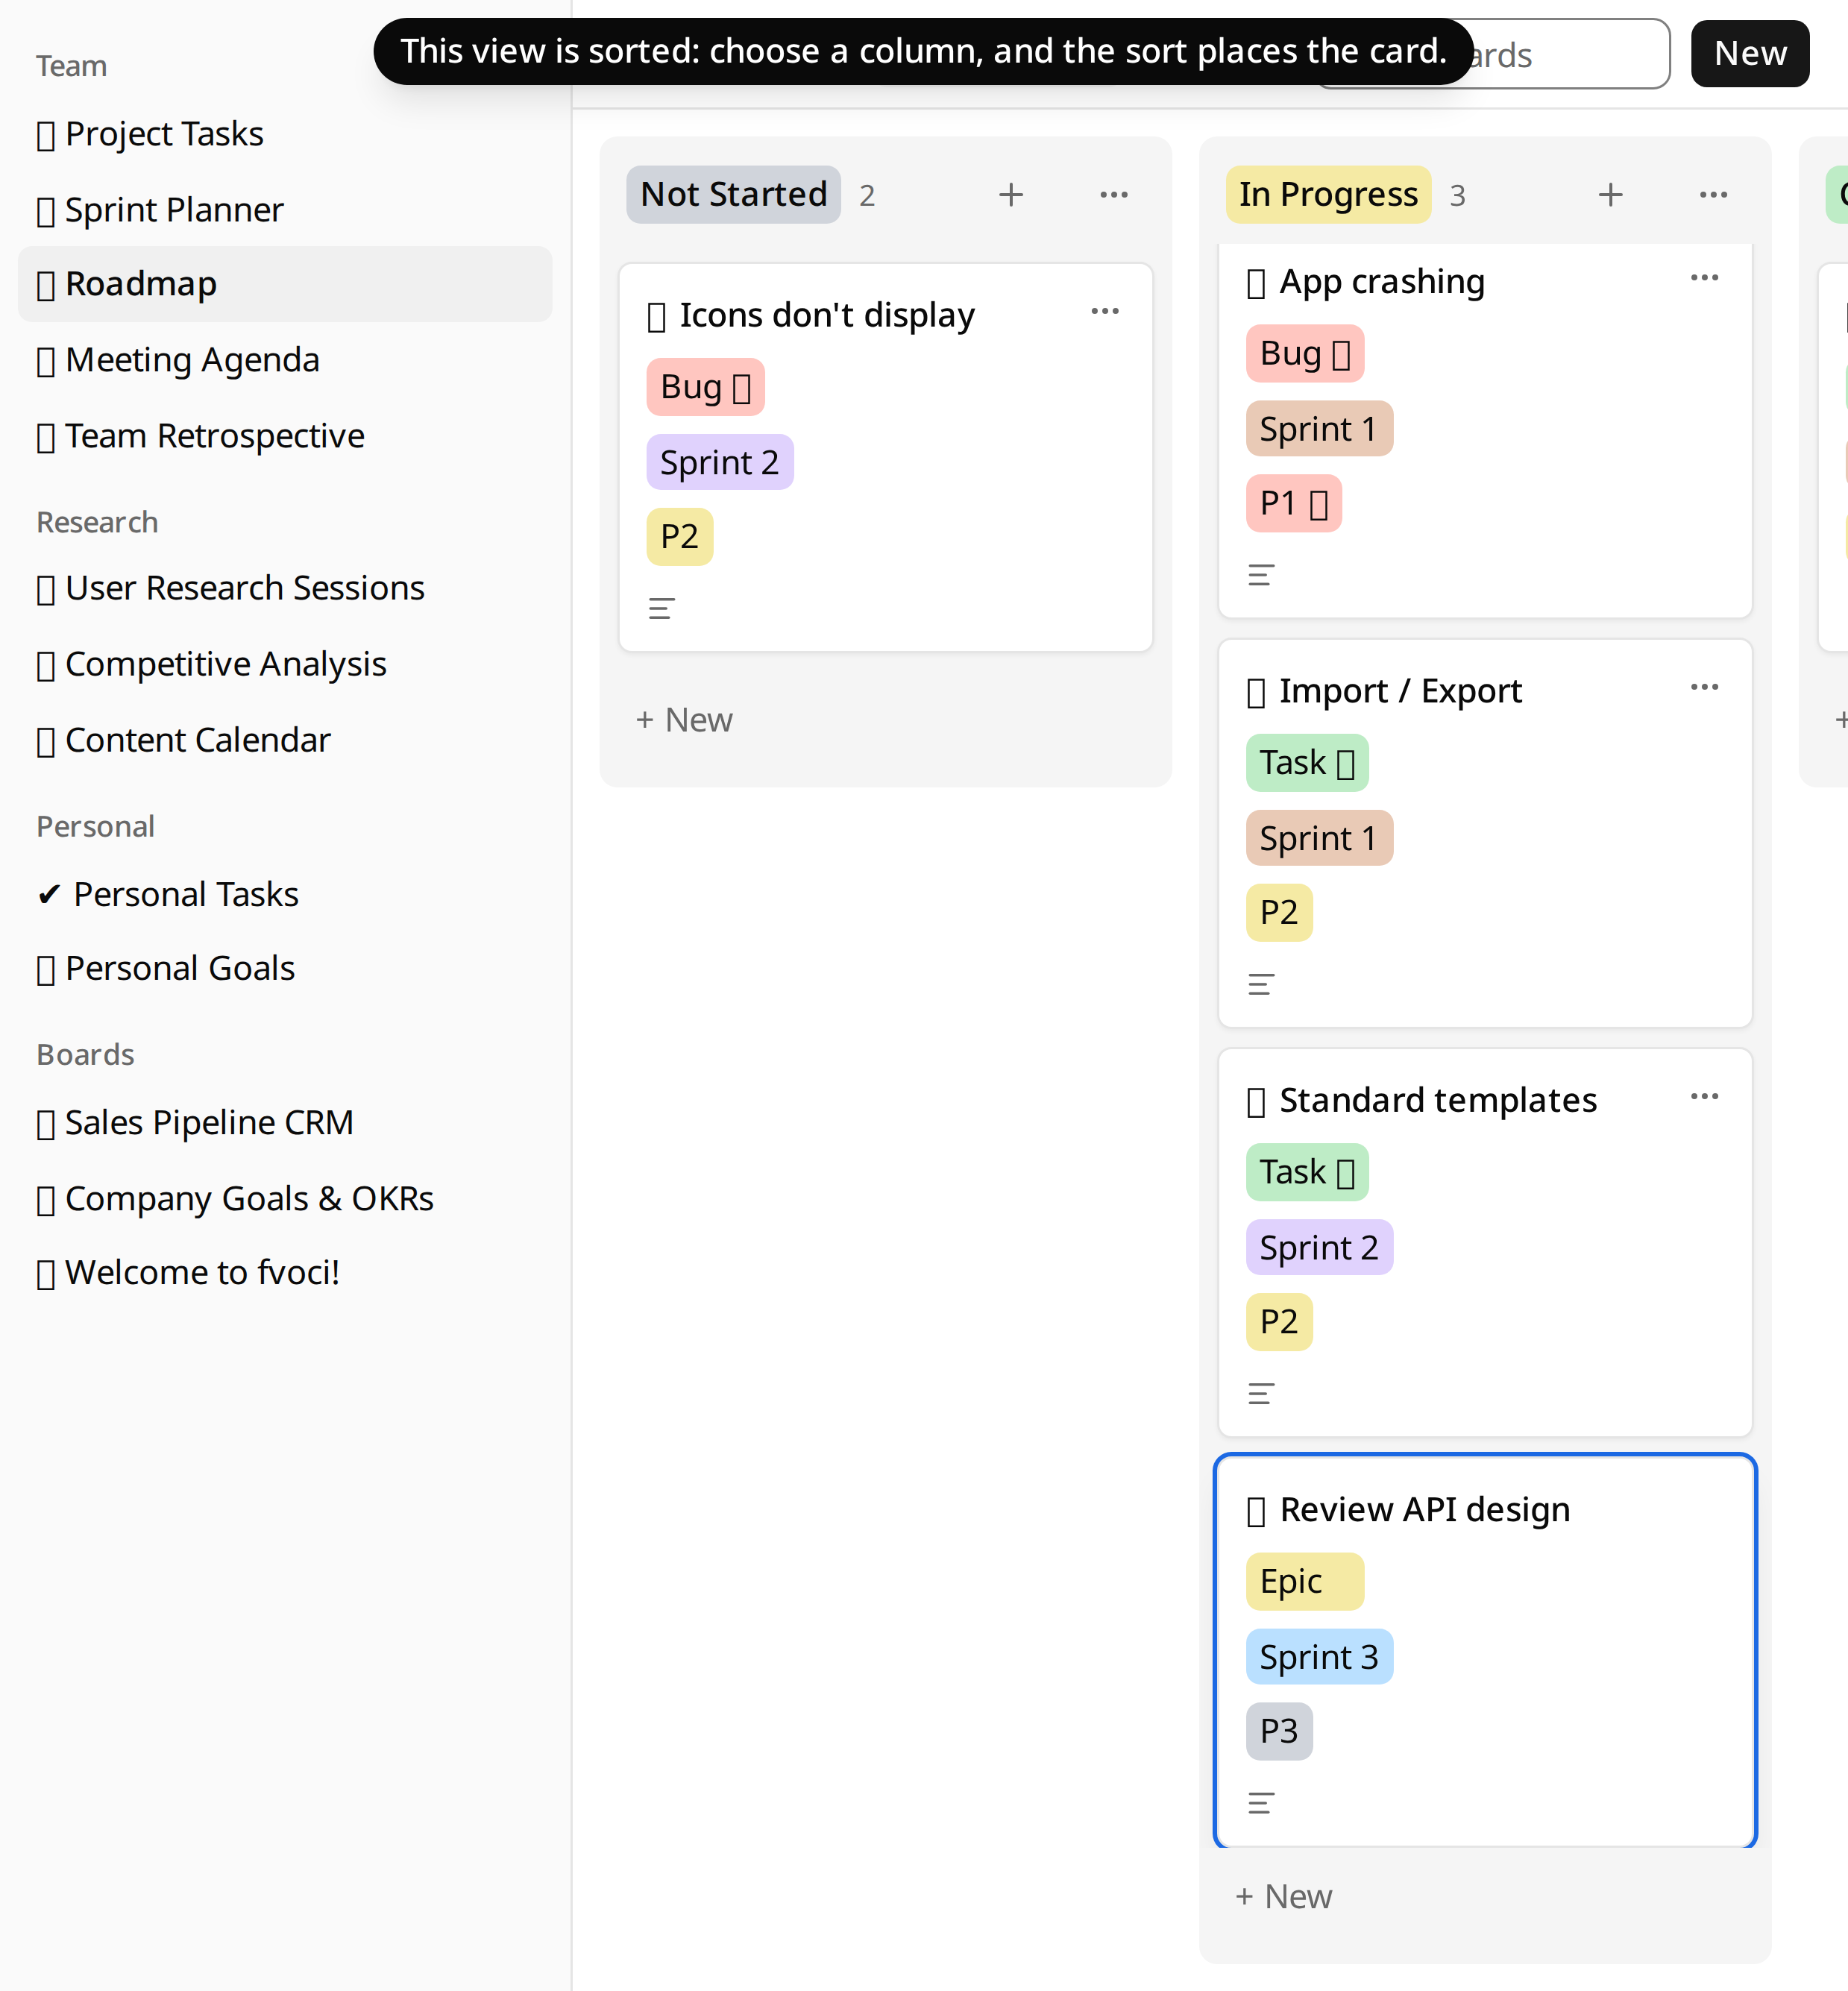 Team
Project Tasks
Sprint Planner
Roadmap
Meeting Agenda
Team Retrospective
Research
User Research Sessions
Competitive Analysis
Content Calendar
Personal
✔ Personal Tasks
Personal Goals
Boards
Sales Pipeline CRM
Company Goals & OKRs
Welcome to fvoci!
This view is sorted: choose a column, and the sort places the card.
New
Not Started 2
Icons don't display
Bug
Sprint 2
P2
+ New
In Progress 3
App crashing
Bug
Sprint 1
P1
Import / Export
Task
Sprint 1
P2
Standard templates
Task
Sprint 2
P2
Review API design
Epic
Sprint 3
P3
+ New